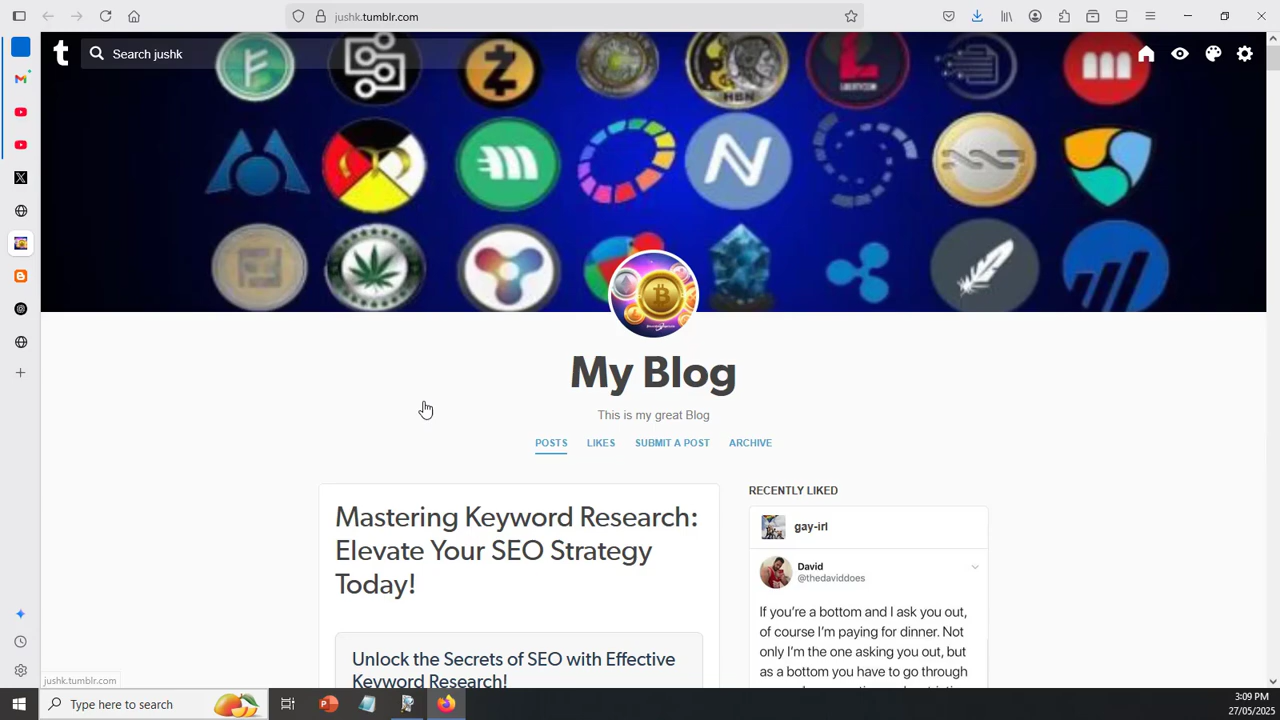 jushk.tumblr.com
Search jushk
HBN
My Blog
This is my great Blog
POSTS LIKES SUBMIT A POST ARCHIVE
Mastering Keyword Research:
Elevate Your SEO Strategy
Today!
Unlock the Secrets of SEO with Effective
Keyword Research!
RECENTLY LIKED
gay-irl
David
@thedaviddoes
If you’re a bottom and I ask you out,
of course I’m paying for dinner. Not
only I’m the one asking you out, but
as a bottom you have to go through
jushk.tumblr.com
Type here to search
3:09 PM
27/05/2025